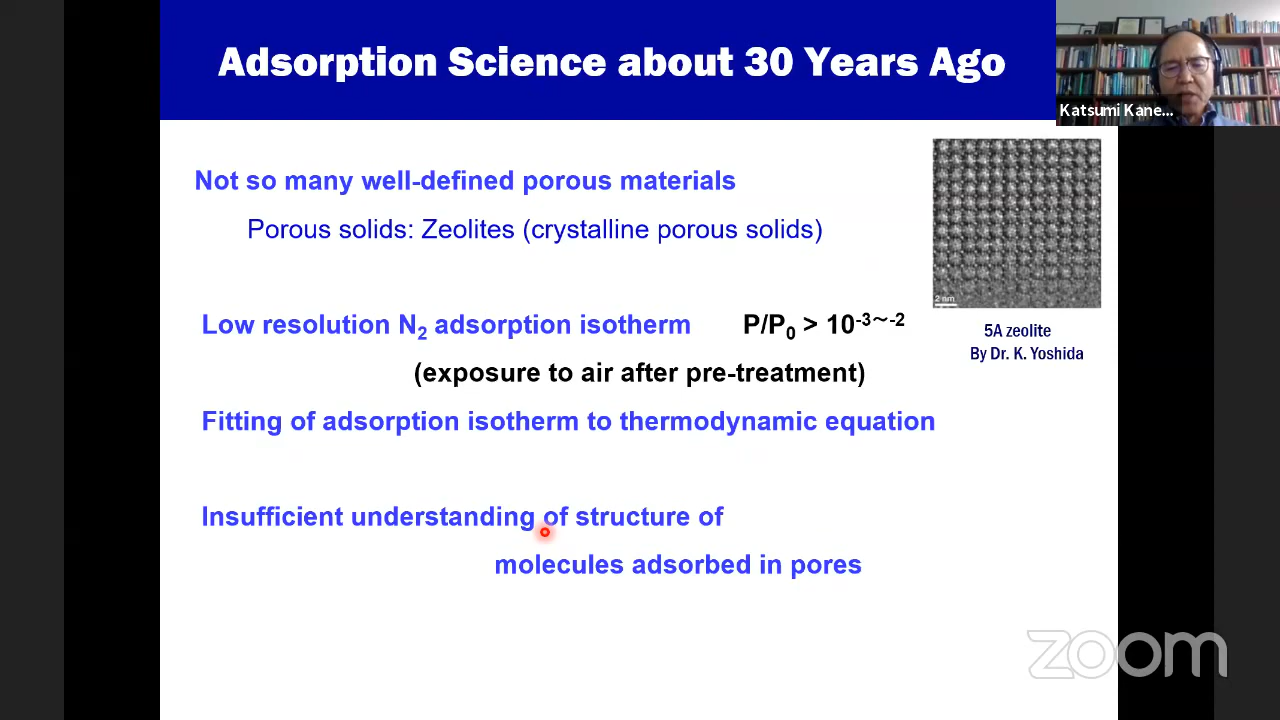 Adsorption Science about 30 Years Ago
Katsumi Kane...
Not so many well-defined porous materials
Porous solids: Zeolites (crystalline porous solids)
2 nm
Low resolution N₂ adsorption isotherm P/P₀ > 10⁻³～⁻²
5A zeolite
By Dr. K. Yoshida
(exposure to air after pre-treatment)
Fitting of adsorption isotherm to thermodynamic equation
Insufficient understanding of structure of
molecules adsorbed in pores
zoom